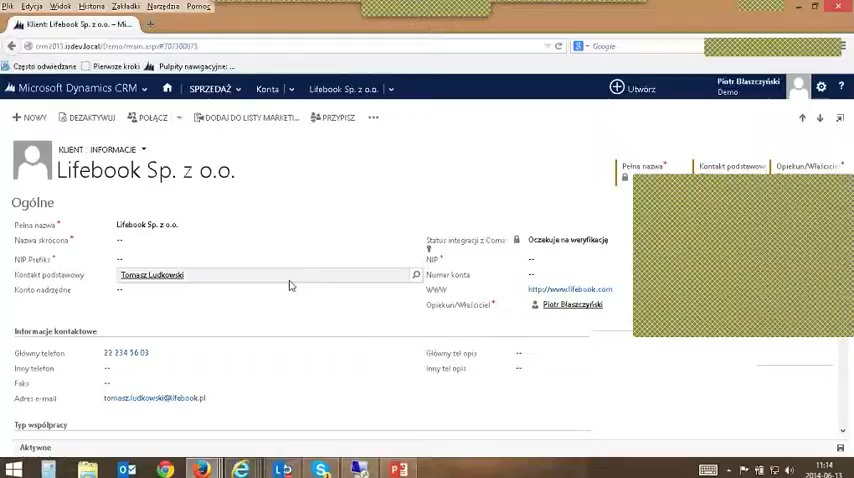 Plik Edycja Widok Historia Zakładki Narzędzia Pomoc
Klient: Lifebook Sp. z o.o. – Mi...
crm2013.isdev.local/Demo/main.aspx#707300873
Google
Często odwiedzane Pierwsze kroki Pulpity nawigacyjne: ...
Microsoft Dynamics CRM SPRZEDAŻ Konta Lifebook Sp. z o.o. Utwórz Piotr Błaszczyński
Demo
NOWY DEZAKTYWUJ POŁĄCZ DODAJ DO LISTY MARKETI... PRZYPISZ ...
KLIENT : INFORMACJE
Lifebook Sp. z o.o.
Pełna nazwa* Kontakt podstawow Opiekun/Właścicie*
Ogólne
Pełna nazwa* Lifebook Sp. z o.o.
Nazwa skrócona* -- Status integracji z Come Oczekuje na weryfikację
NIP Prefiks* -- NIP* --
Kontakt podstawowy Tomasz Ludkowski Numer konta --
Konto nadrzędne -- WWW http://www.lifebook.com
Opiekun/Właściciel* Piotr Błaszczyński
Informacje kontaktowe
Główny telefon 22 234 56 03 Główny tel opis --
Inny telefon -- Inny tel opis --
Faks --
Adres e-mail tomasz.ludkowski@lifebook.pl
Typ współpracy
Aktywne
11:14
2014-06-13